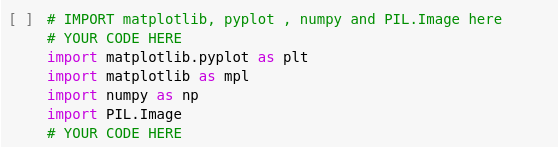 [ ] # IMPORT matplotlib, pyplot , numpy and PIL.Image here
# YOUR CODE HERE
import matplotlib.pyplot as plt
import matplotlib as mpl
import numpy as np
import PIL.Image
# YOUR CODE HERE